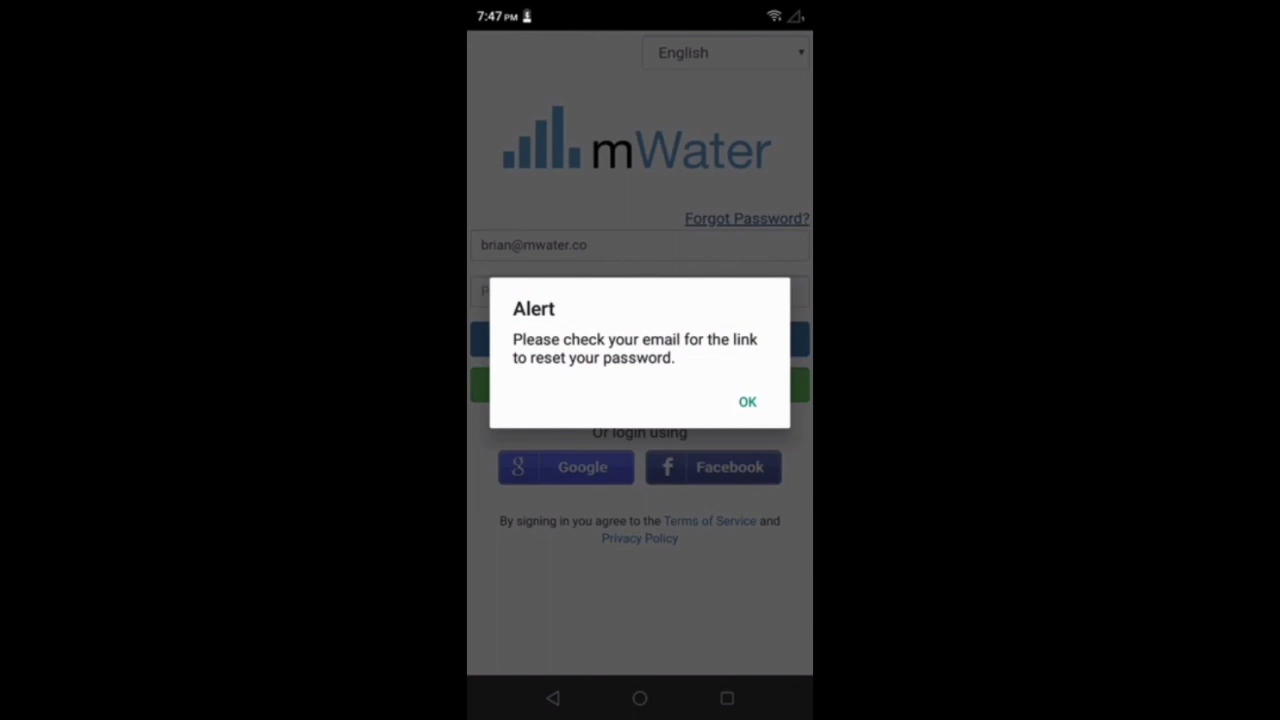 7:47 PM
English
mWater
Forgot Password?
brian@mwater.co
P
Alert
Please check your email for the link
to reset your password.
OK
Or login using
Google
Facebook
By signing in you agree to the Terms of Service and
Privacy Policy